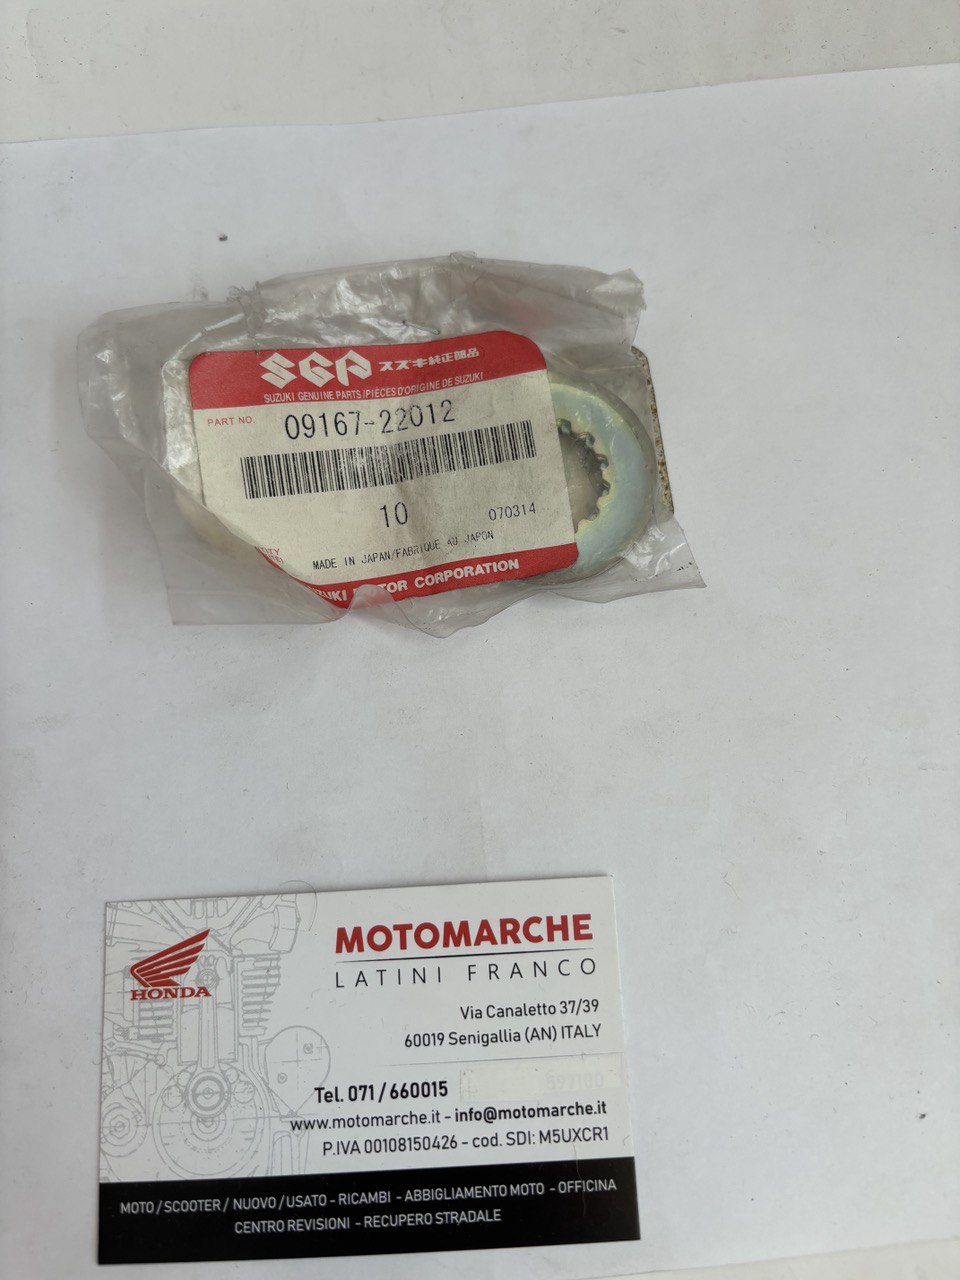 SGP スズキ純正部品
SUZUKI GENUINE PARTS/PIÈCES D'ORIGINE DE SUZUKI
PART NO. 09167-22012
10 070314
MADE IN JAPAN/FABRIQUE AU JAPON
CORPORATION
MOTOMARCHE
LATINI FRANCO
HONDA
Via Canaletto 37/39
60019 Senigallia (AN) ITALY
Tel. 071/660015
www.motomarche.it - info@motomarche.it
P.IVA 00108150426 - cod. SDI: M5UXCR1
MOTO / SCOOTER / NUOVO / USATO - RICAMBI - ABBIGLIAMENTO MOTO - OFFICINA
CENTRO REVISIONI - RECUPERO STRADALE